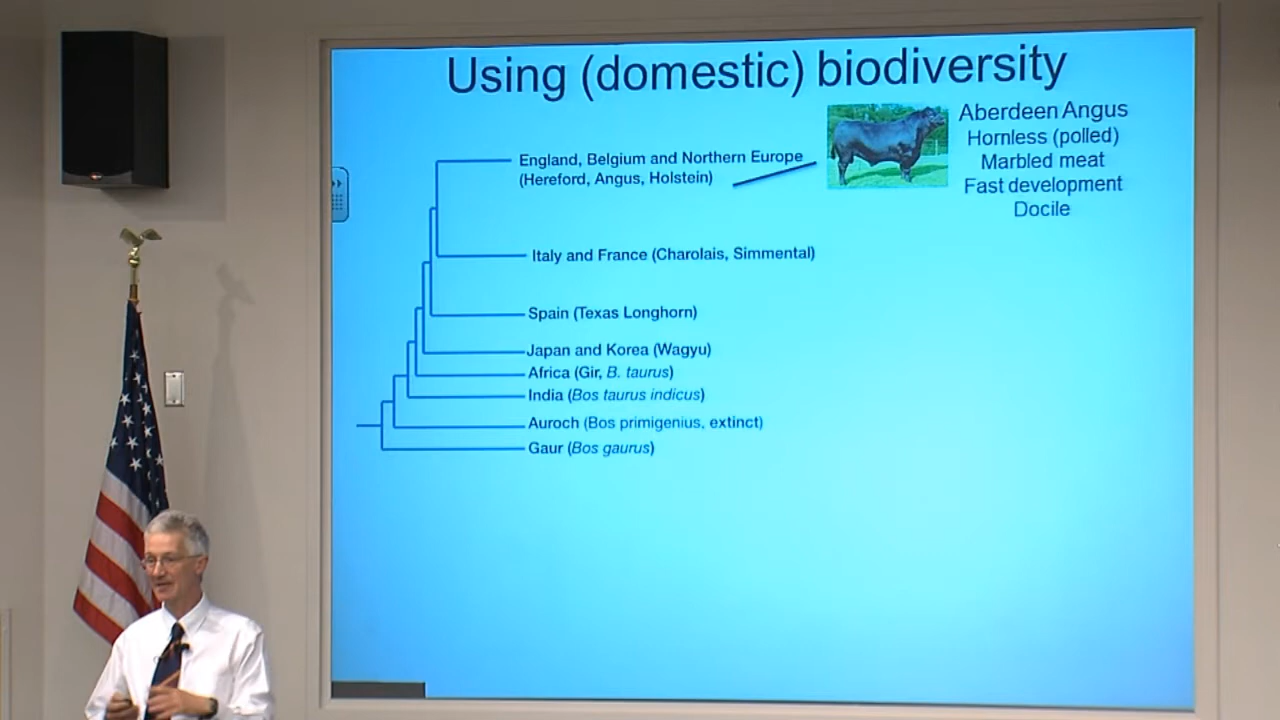 Using (domestic) biodiversity
Aberdeen Angus
Hornless (polled)
Marbled meat
Fast development
Docile
England, Belgium and Northern Europe
(Hereford, Angus, Holstein)
Italy and France (Charolais, Simmental)
Spain (Texas Longhorn)
Japan and Korea (Wagyu)
Africa (Gir, B. taurus)
India (Bos taurus indicus)
Auroch (Bos primigenius, extinct)
Gaur (Bos gaurus)